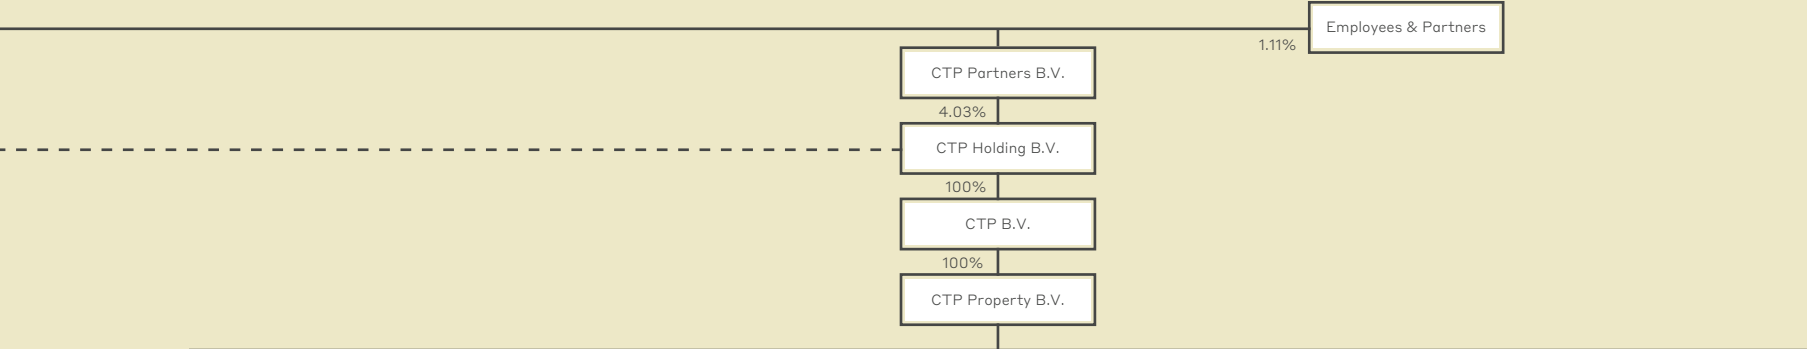 Employees & Partners
1.11%
CTP Partners B.V.
4.03%
CTP Holding B.V.
100%
CTP B.V.
100%
CTP Property B.V.